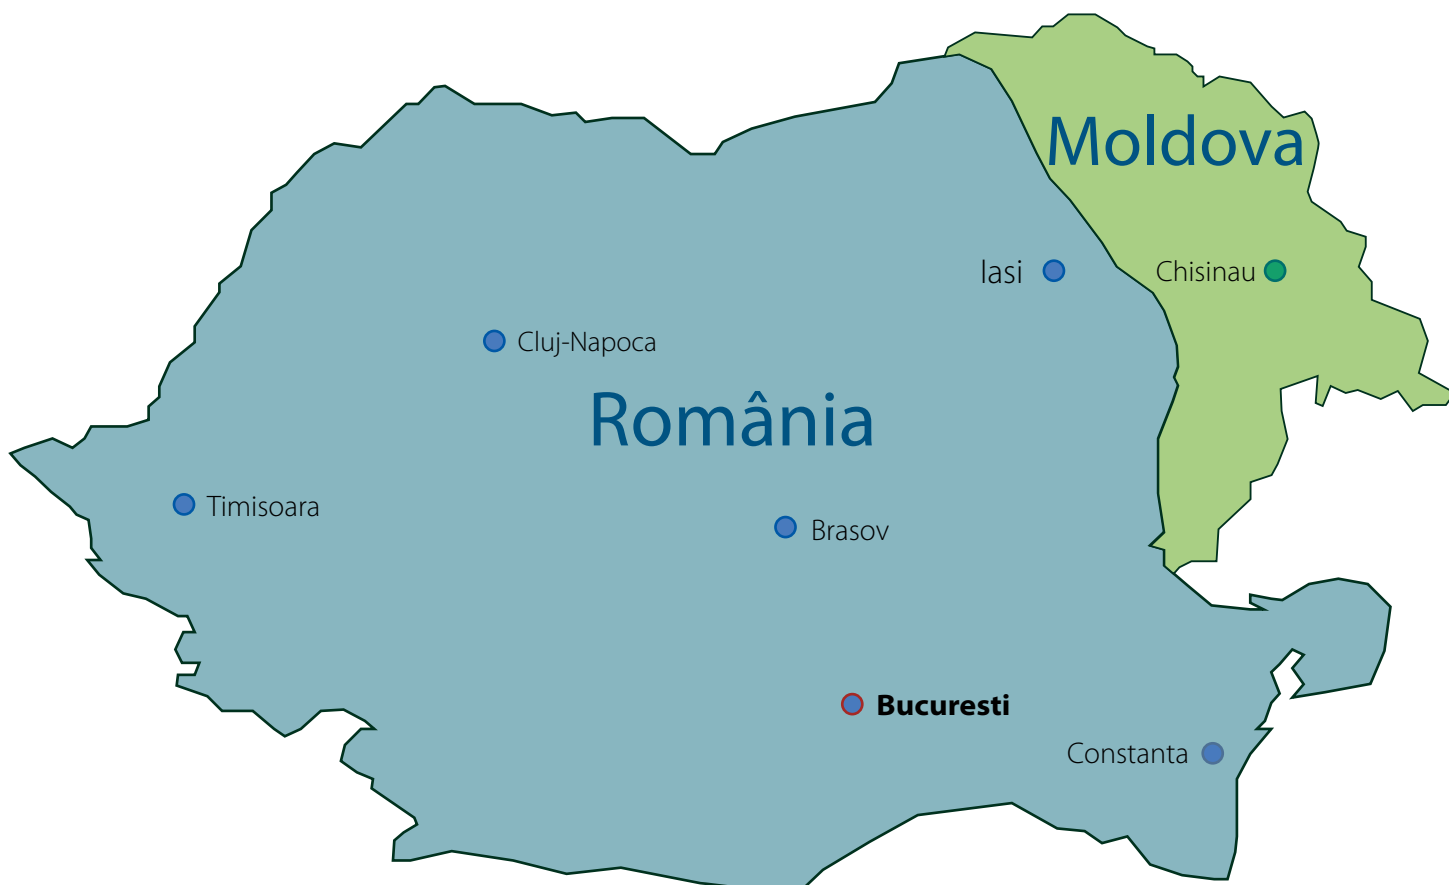 Moldova
Iasi
Chisinau
Cluj-Napoca
România
Timisoara
Brasov
Bucuresti
Constanta